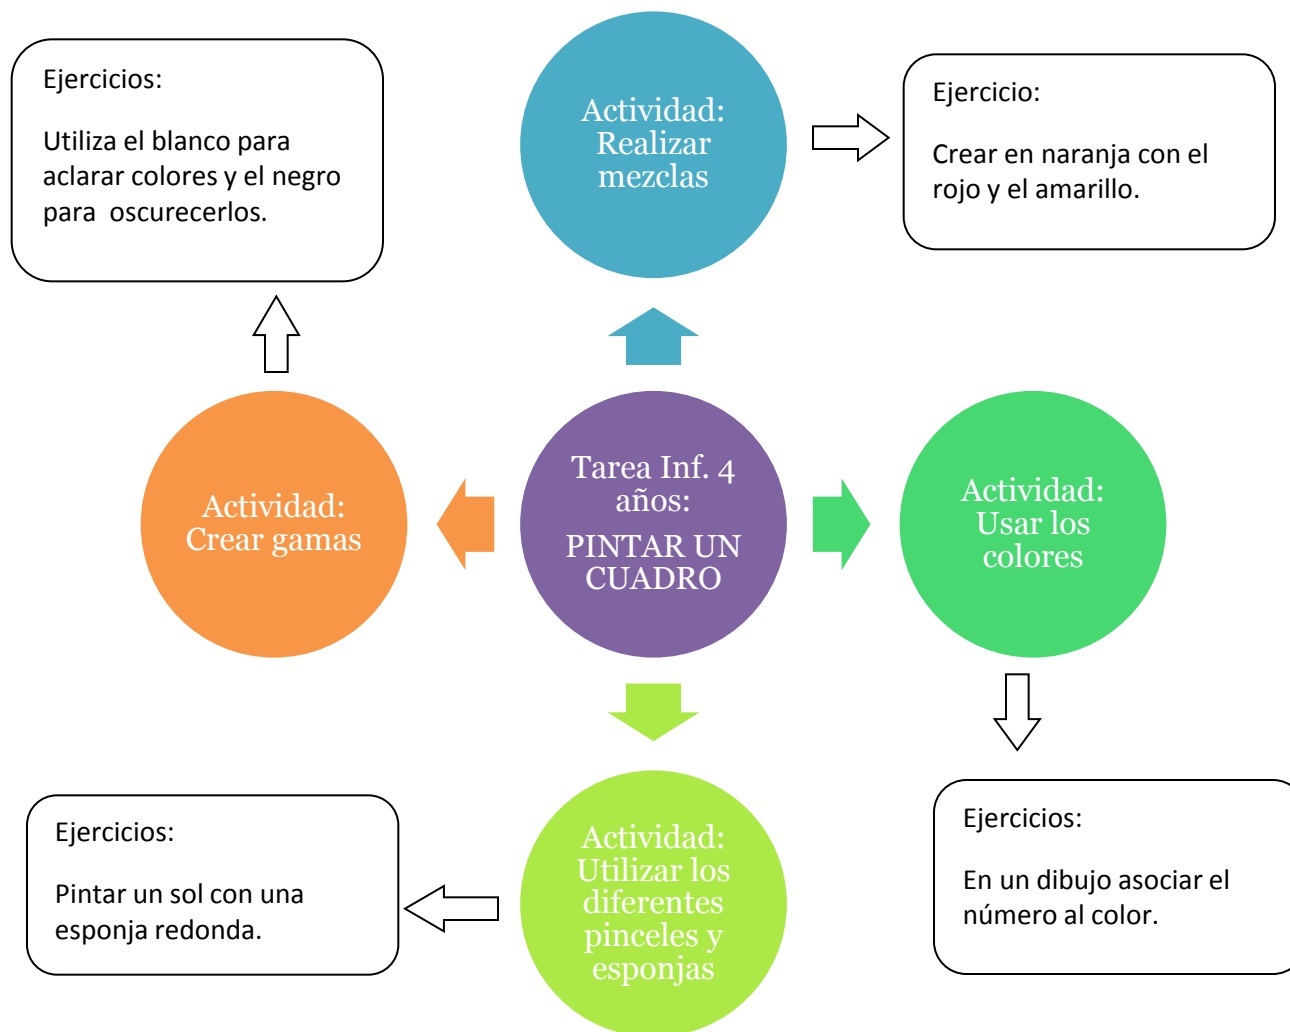 Ejercicios:
Utiliza el blanco para
aclarar colores y el negro
para oscurecerlos.
Actividad:
Realizar
mezclas
Ejercicio:
Crear en naranja con el
rojo y el amarillo.
Actividad:
Crear gamas
Tarea Inf. 4
años:
PINTAR UN
CUADRO
Actividad:
Usar los
colores
Ejercicios:
Pintar un sol con una
esponja redonda.
Actividad:
Utilizar los
diferentes
pinceles y
esponjas
Ejercicios:
En un dibujo asociar el
número al color.